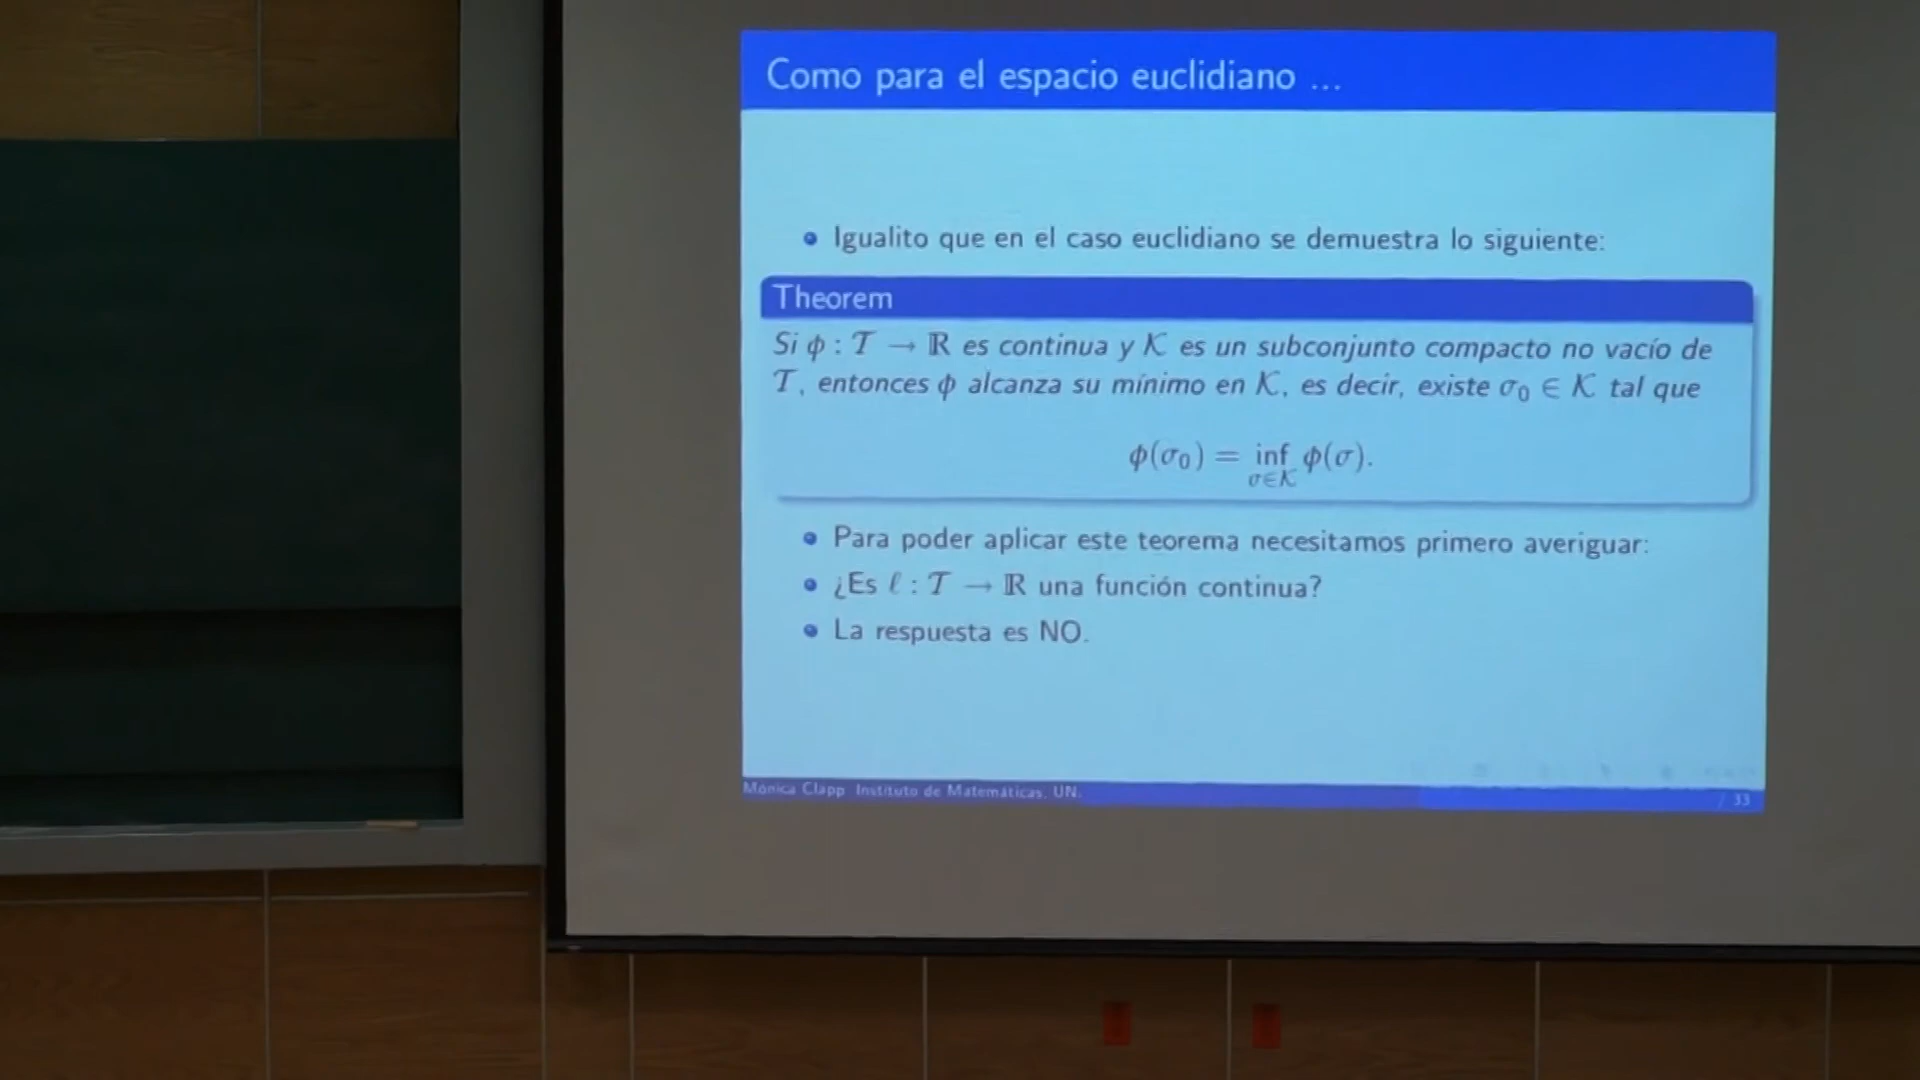 Como para el espacio euclidiano ...
Igualito que en el caso euclidiano se demuestra lo siguiente:
Theorem
Si ϕ : 𝒯 → ℝ es continua y 𝒦 es un subconjunto compacto no vacío de
𝒯, entonces ϕ alcanza su mínimo en 𝒦, es decir, existe σ₀ ∈ 𝒦 tal que
ϕ(σ₀) = inf ϕ(σ).
σ∈𝒦
Para poder aplicar este teorema necesitamos primero averiguar:
¿Es ℓ : 𝒯 → ℝ una función continua?
La respuesta es NO.
Mónica Clapp Instituto de Matemáticas, UN.
/ 33